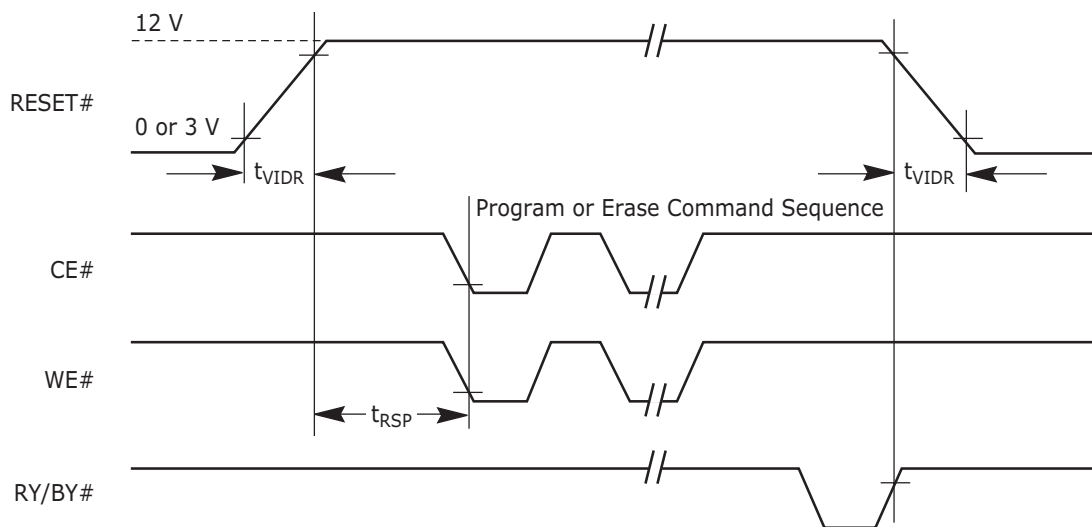 12 V
RESET#
0 or 3 V
tVIDR
tVIDR
Program or Erase Command Sequence
CE#
WE#
tRSP
RY/BY#